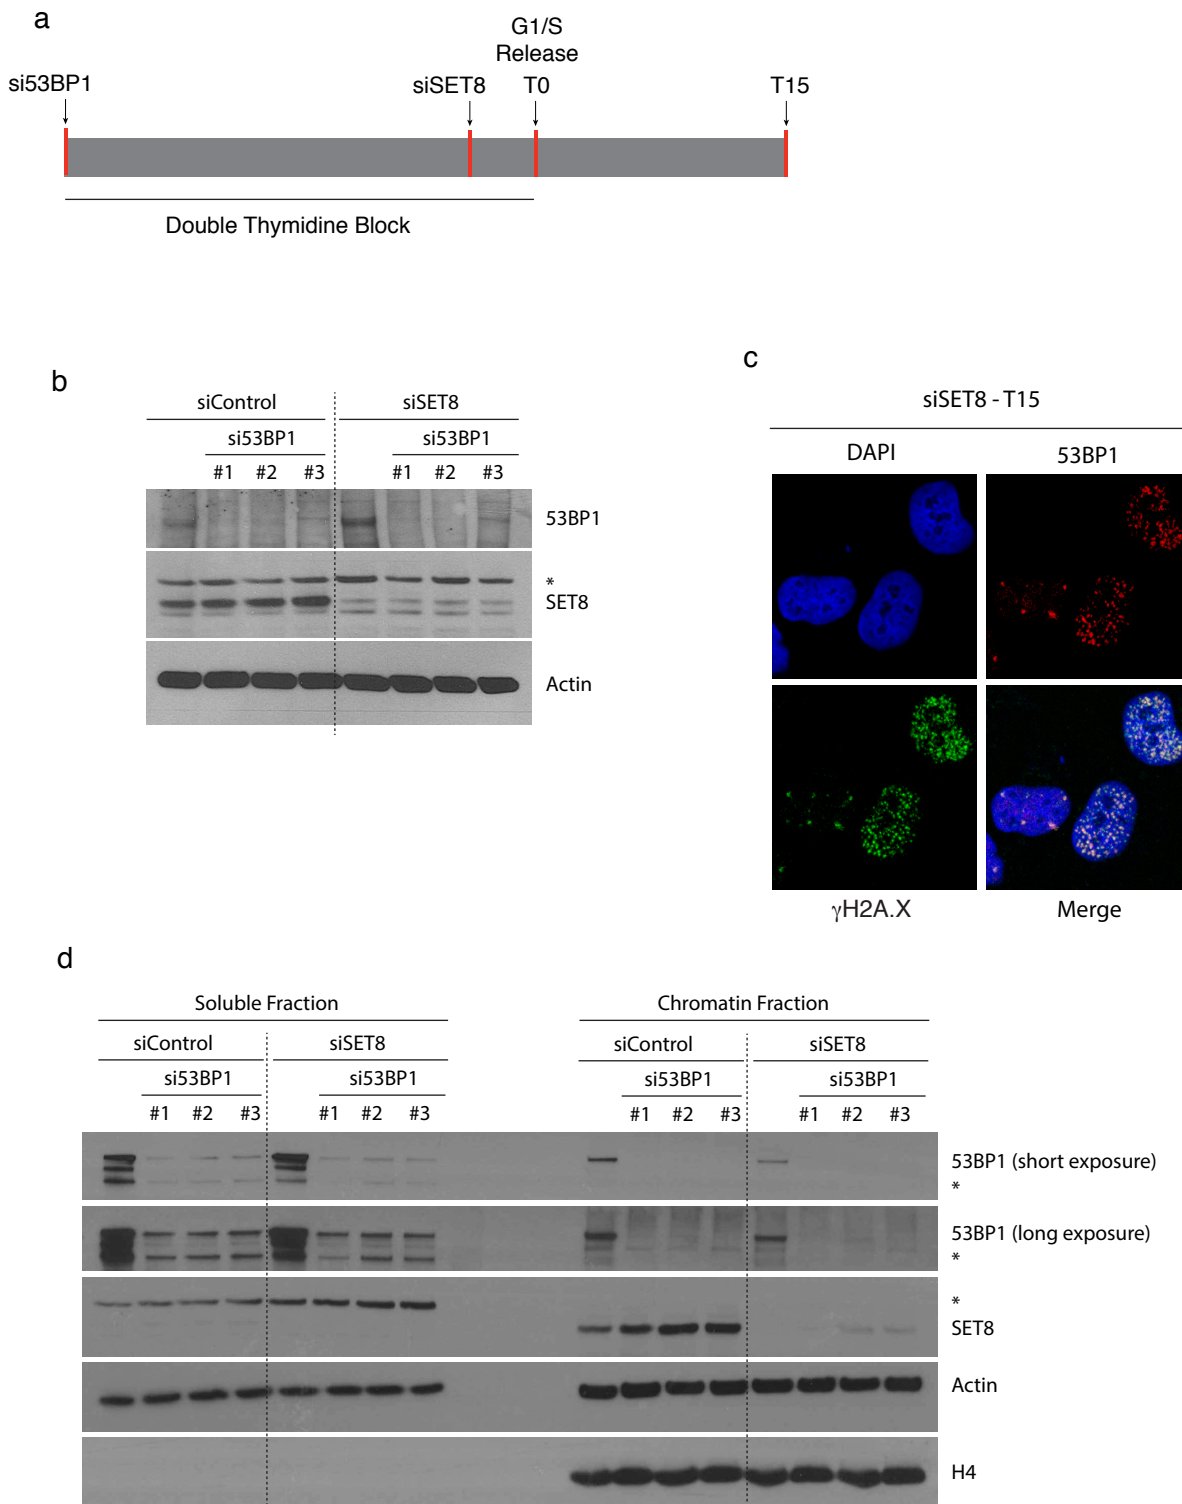 a
G1/S
Release
si53BP1 siSET8 T0 T15
Double Thymidine Block
b
siControl siSET8
si53BP1 si53BP1
#1 #2 #3 #1 #2 #3
53BP1
*
SET8
Actin
c
siSET8 - T15
DAPI 53BP1
γH2A.X Merge
d
Soluble Fraction Chromatin Fraction
siControl siSET8 siControl siSET8
si53BP1 si53BP1 si53BP1 si53BP1
#1 #2 #3 #1 #2 #3 #1 #2 #3 #1 #2 #3
53BP1 (short exposure)
*
53BP1 (long exposure)
*
*
SET8
Actin
H4